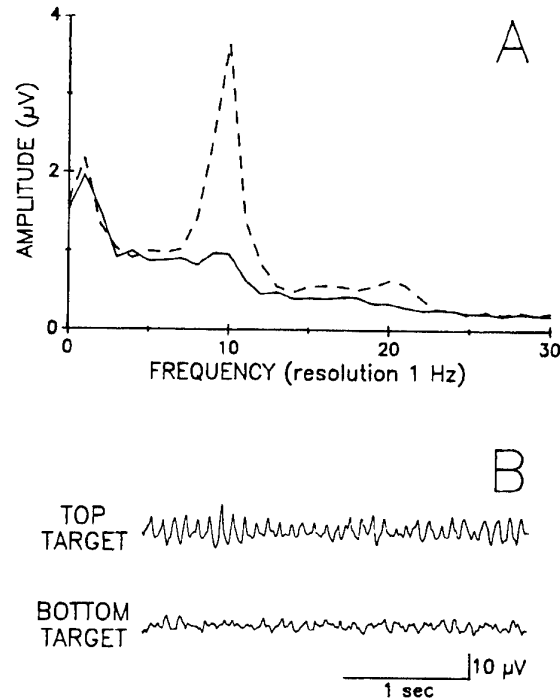 A
4
2
0
AMPLITUDE (µV)
0 10 20 30
FREQUENCY (resolution 1 Hz)
B
TOP
TARGET
BOTTOM
TARGET
10 µV
1 sec